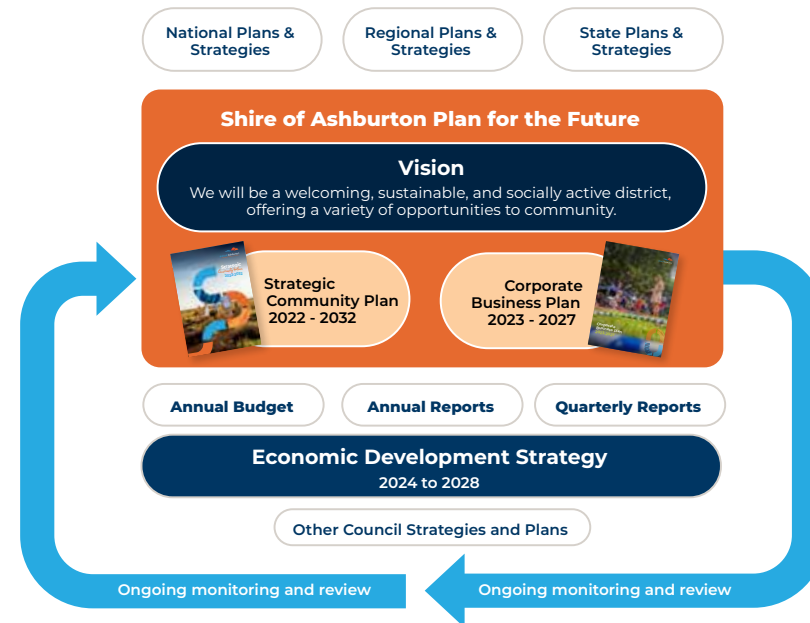 National Plans &
Strategies
Regional Plans &
Strategies
State Plans &
Strategies
Shire of Ashburton Plan for the Future
Vision
We will be a welcoming, sustainable, and socially active district,
offering a variety of opportunities to community.
Strategic
Community Plan
2022 - 2032
Corporate
Business Plan
2023 - 2027
Annual Budget
Annual Reports
Quarterly Reports
Economic Development Strategy
2024 to 2028
Other Council Strategies and Plans
Ongoing monitoring and review
Ongoing monitoring and review